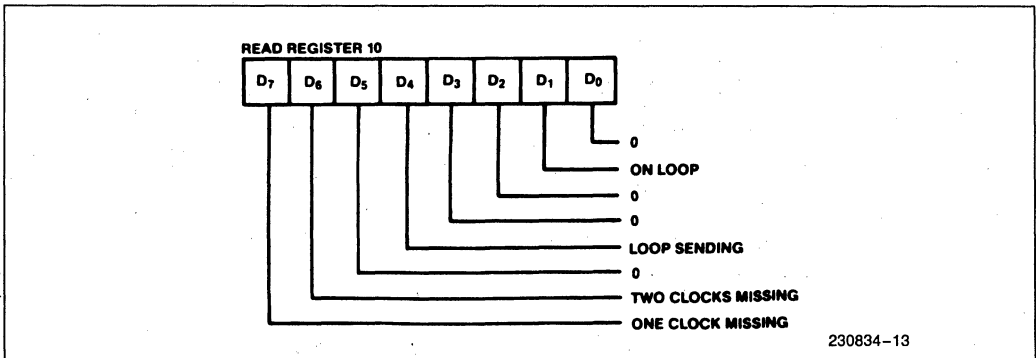 READ REGISTER 10
D7 D6 D5 D4 D3 D2 D1 D0
0
ON LOOP
0
0
LOOP SENDING
0
TWO CLOCKS MISSING
ONE CLOCK MISSING
230834-13